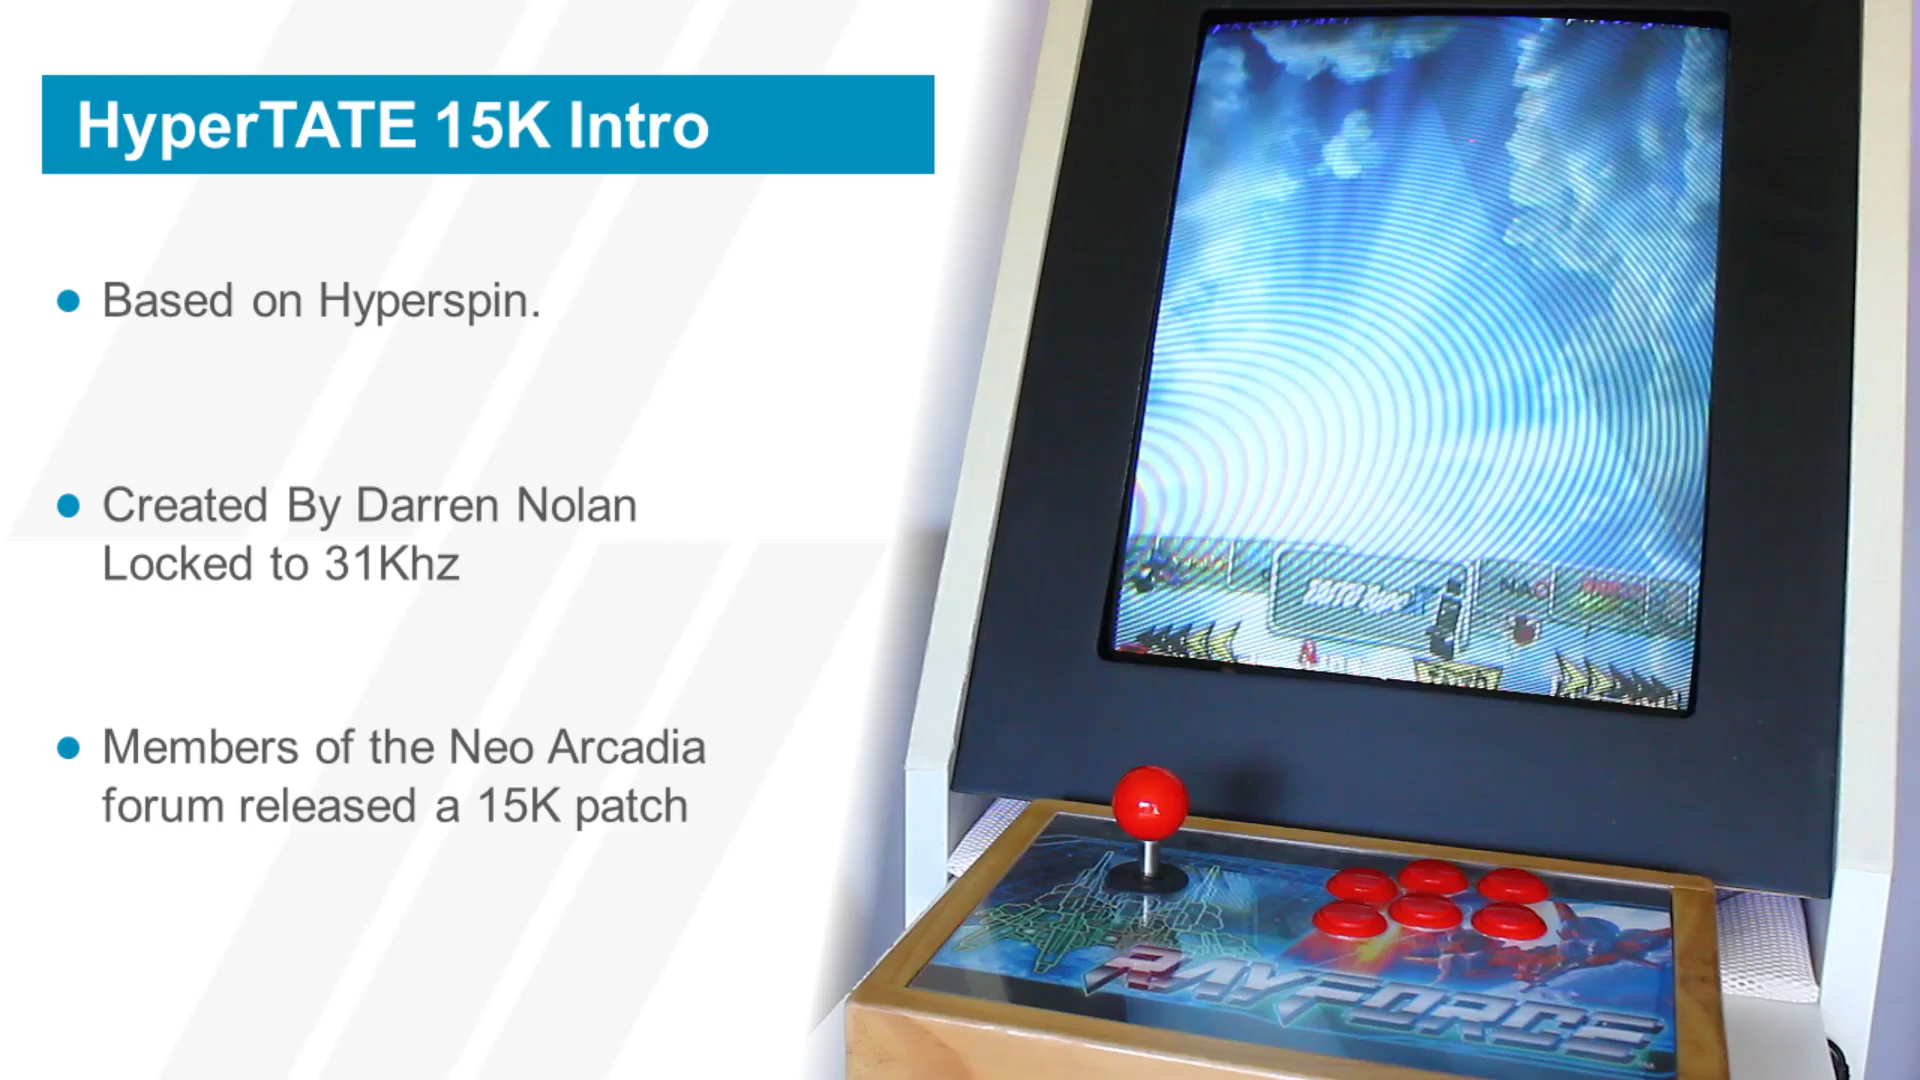 HyperTATE 15K Intro
Based on Hyperspin.
Created By Darren Nolan
Locked to 31Khz
Members of the Neo Arcadia
forum released a 15K patch
RAYFORCE